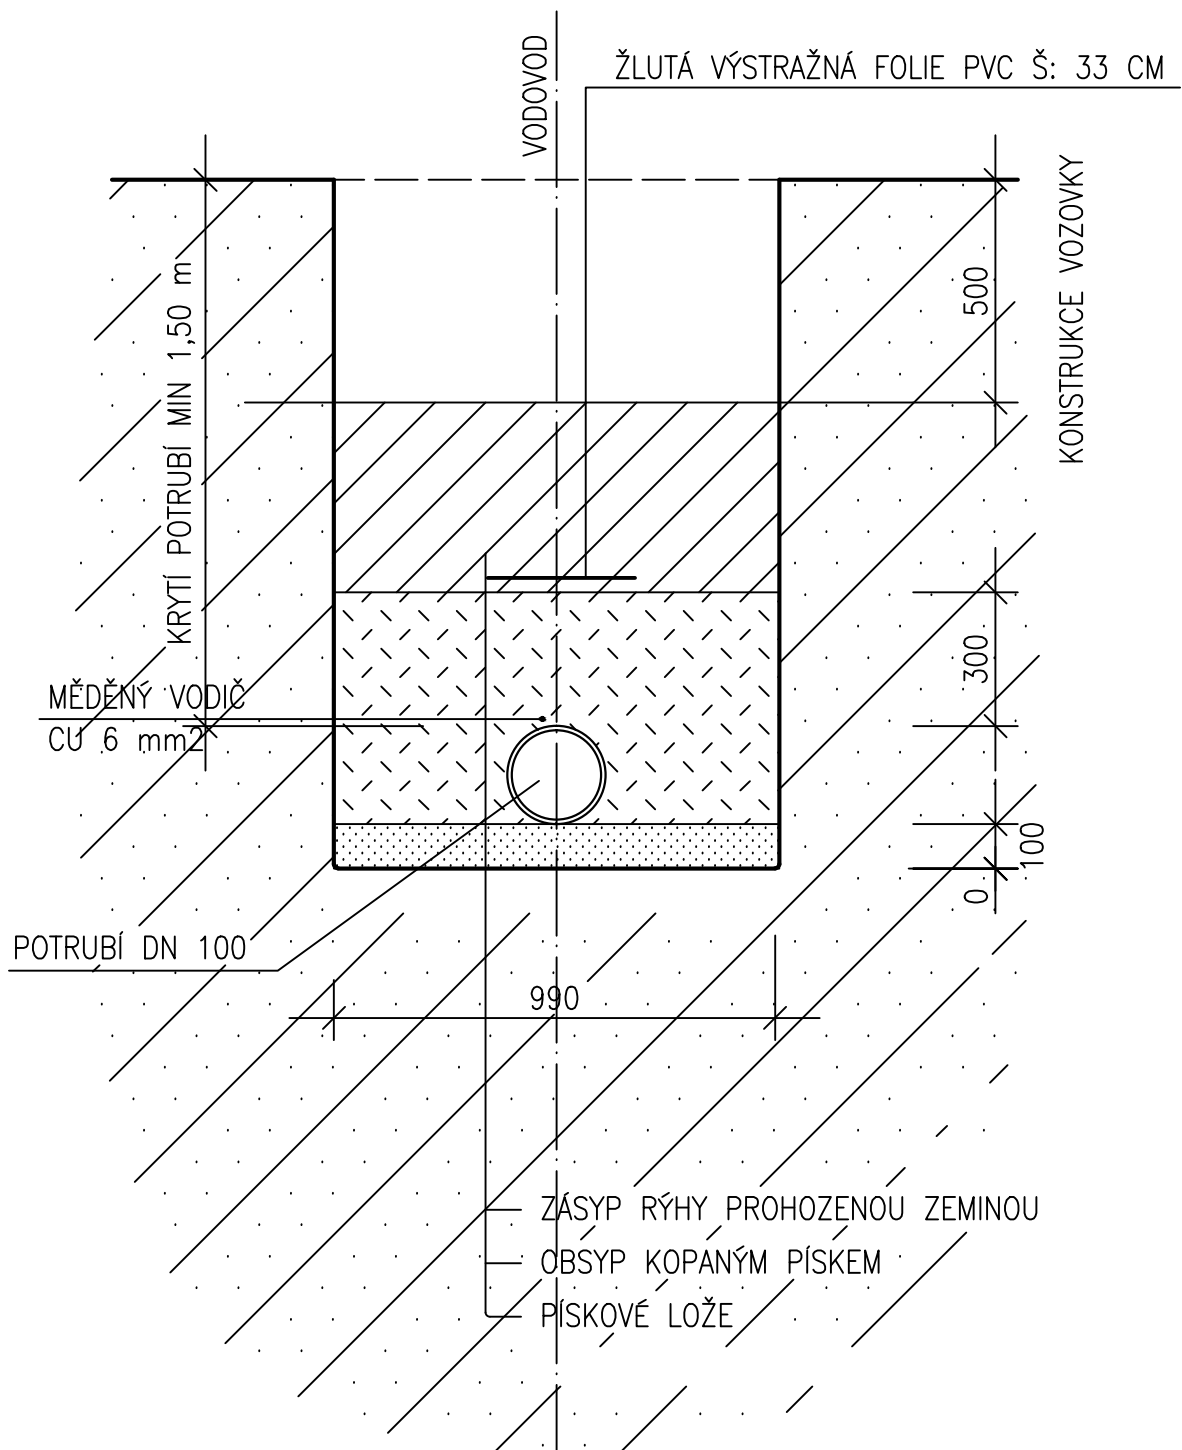 VODOVOD
ŽLUTÁ VÝSTRAŽNÁ FOLIE PVC Š: 33 CM
KRYTÍ POTRUBÍ MIN 1,50 m
500
KONSTRUKCE VOZOVKY
300
MĚDĚNÝ VODIČ
CU 6 mm2
100
0
POTRUBÍ DN 100
990
ZÁSYP RÝHY PROHOZENOU ZEMINOU
OBSYP KOPANÝM PÍSKEM
PÍSKOVÉ LOŽE